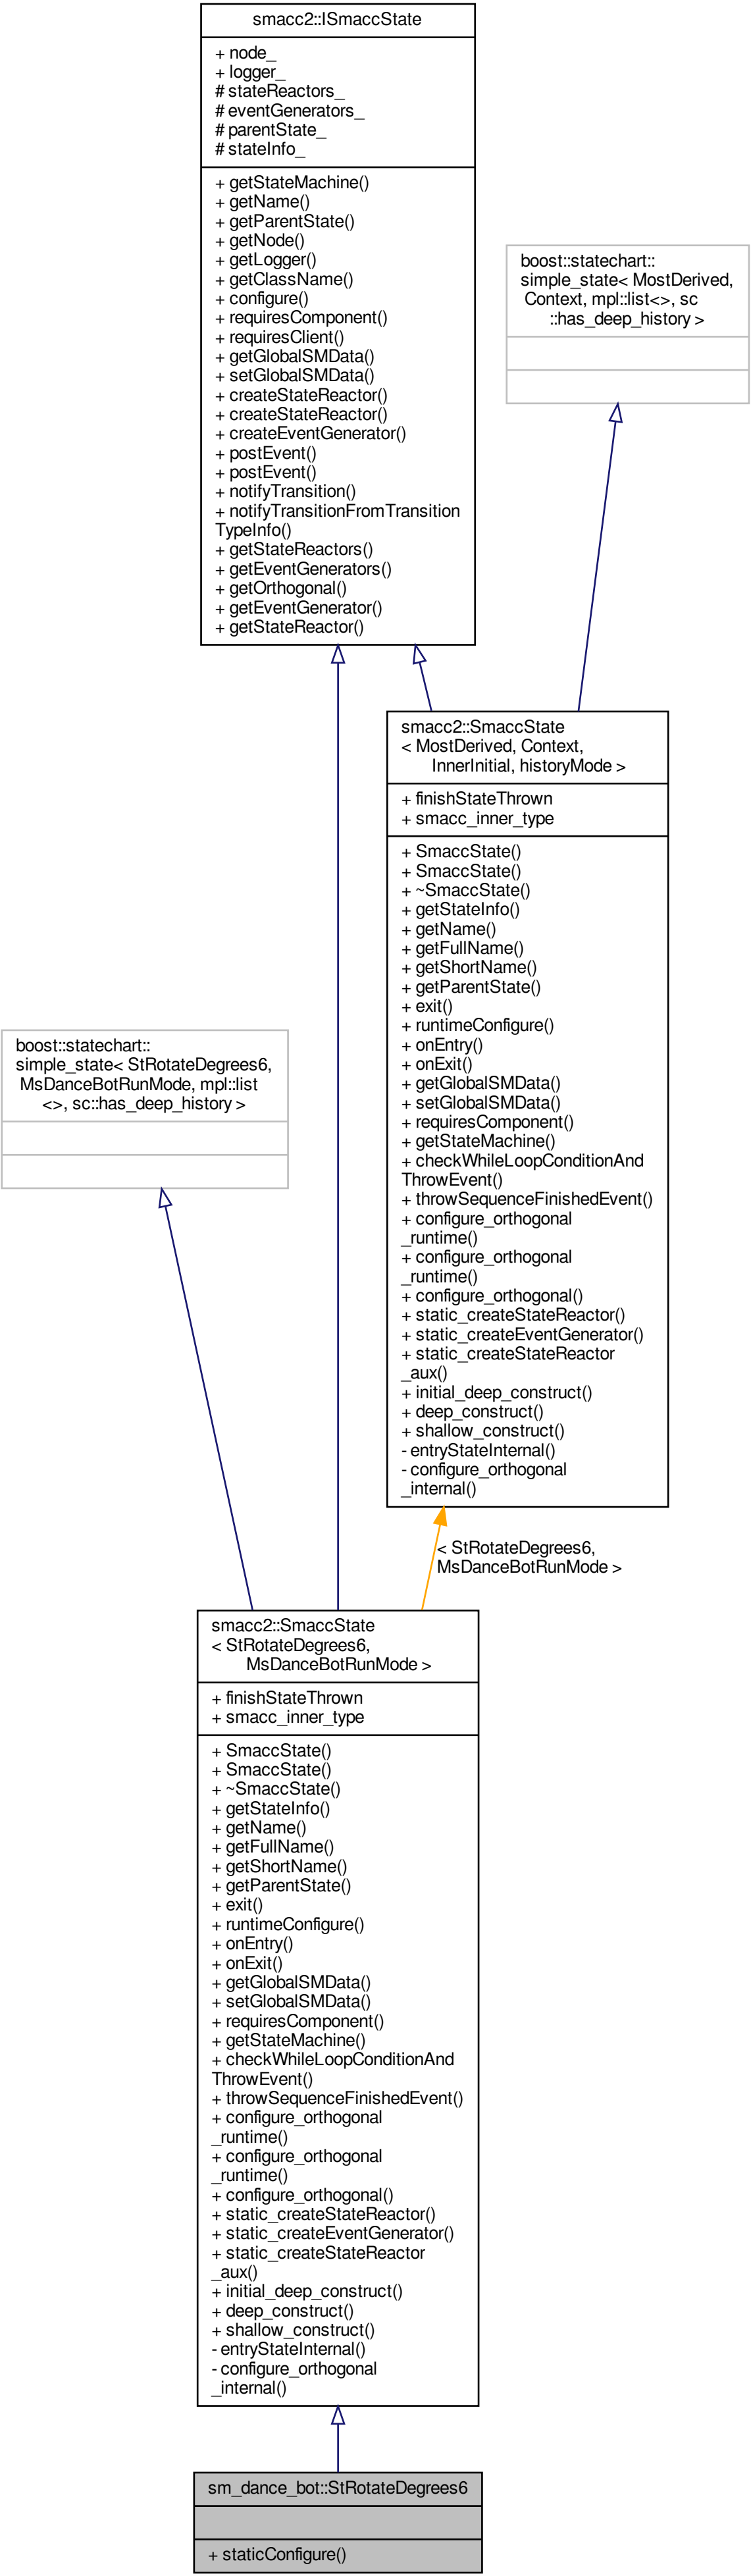 smacc2::ISmaccState
+ node_
+ logger_
# stateReactors_
# eventGenerators_
# parentState_
# stateInfo_
+ getStateMachine()
+ getName()
+ getParentState()
+ getNode()
+ getLogger()
+ getClassName()
+ configure()
+ requiresComponent()
+ requiresClient()
+ getGlobalSMData()
+ setGlobalSMData()
+ createStateReactor()
+ createStateReactor()
+ createEventGenerator()
+ postEvent()
+ postEvent()
+ notifyTransition()
+ notifyTransitionFromTransition
TypeInfo()
+ getStateReactors()
+ getEventGenerators()
+ getOrthogonal()
+ getEventGenerator()
+ getStateReactor()
boost::statechart::
simple_state< MostDerived,
Context, mpl::list<>, sc
::has_deep_history >
smacc2::SmaccState
< MostDerived, Context,
InnerInitial, historyMode >
+ finishStateThrown
+ smacc_inner_type
+ SmaccState()
+ SmaccState()
+ ~SmaccState()
+ getStateInfo()
+ getName()
+ getFullName()
+ getShortName()
+ getParentState()
+ exit()
+ runtimeConfigure()
+ onEntry()
+ onExit()
+ getGlobalSMData()
+ setGlobalSMData()
+ requiresComponent()
+ getStateMachine()
+ checkWhileLoopConditionAnd
ThrowEvent()
+ throwSequenceFinishedEvent()
+ configure_orthogonal
_runtime()
+ configure_orthogonal
_runtime()
+ configure_orthogonal()
+ static_createStateReactor()
+ static_createEventGenerator()
+ static_createStateReactor
_aux()
+ initial_deep_construct()
+ deep_construct()
+ shallow_construct()
- entryStateInternal()
- configure_orthogonal
_internal()
boost::statechart::
simple_state< StRotateDegrees6,
MsDanceBotRunMode, mpl::list
<>, sc::has_deep_history >
< StRotateDegrees6,
MsDanceBotRunMode >
smacc2::SmaccState
< StRotateDegrees6,
MsDanceBotRunMode >
+ finishStateThrown
+ smacc_inner_type
+ SmaccState()
+ SmaccState()
+ ~SmaccState()
+ getStateInfo()
+ getName()
+ getFullName()
+ getShortName()
+ getParentState()
+ exit()
+ runtimeConfigure()
+ onEntry()
+ onExit()
+ getGlobalSMData()
+ setGlobalSMData()
+ requiresComponent()
+ getStateMachine()
+ checkWhileLoopConditionAnd
ThrowEvent()
+ throwSequenceFinishedEvent()
+ configure_orthogonal
_runtime()
+ configure_orthogonal
_runtime()
+ configure_orthogonal()
+ static_createStateReactor()
+ static_createEventGenerator()
+ static_createStateReactor
_aux()
+ initial_deep_construct()
+ deep_construct()
+ shallow_construct()
- entryStateInternal()
- configure_orthogonal
_internal()
sm_dance_bot::StRotateDegrees6
+ staticConfigure()